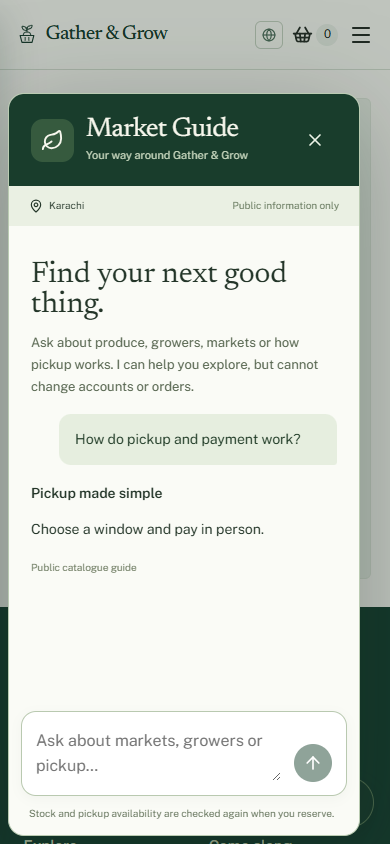 Gather & Grow
0
Market Guide
Your way around Gather & Grow
Karachi
Public information only
Find your next good
thing.
Ask about produce, growers, markets or how
pickup works. I can help you explore, but cannot
change accounts or orders.
How do pickup and payment work?
Pickup made simple
Choose a window and pay in person.
Public catalogue guide
Ask about markets, growers or
pickup...
Stock and pickup availability are checked again when you reserve.